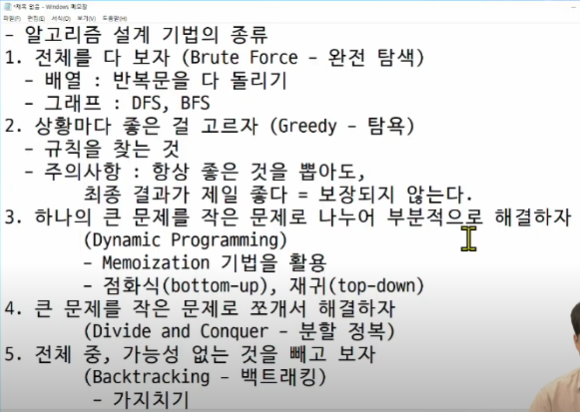 *제목 없음 - Windows 메모장
파일(F) 편집(E) 서식(O) 보기(V) 도움말(H)
- 알고리즘 설계 기법의 종류
1. 전체를 다 보자 (Brute Force - 완전 탐색)
- 배열 : 반복문을 다 돌리기
- 그래프 : DFS, BFS
2. 상황마다 좋은 걸 고르자 (Greedy - 탐욕)
- 규칙을 찾는 것
- 주의사항 : 항상 좋은 것을 뽑아도,
최종 결과가 제일 좋다 = 보장되지 않는다.
3. 하나의 큰 문제를 작은 문제로 나누어 부분적으로 해결하자
(Dynamic Programming)
- Memoization 기법을 활용
- 점화식(bottom-up), 재귀(top-down)
4. 큰 문제를 작은 문제로 쪼개서 해결하자
(Divide and Conquer - 분할 정복)
5. 전체 중, 가능성 없는 것을 빼고 보자
(Backtracking - 백트래킹)
- 가지치기